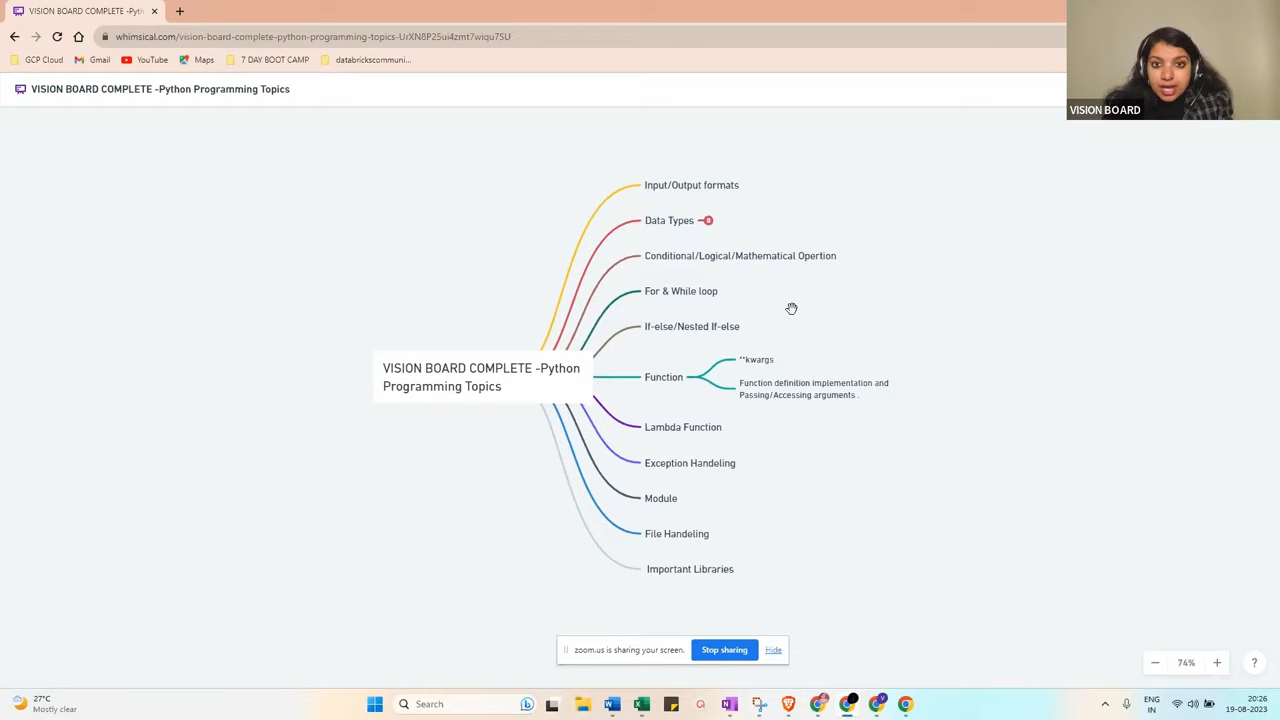 VISION BOARD COMPLETE -Pyth
whimsical.com/vision-board-complete-python-programming-topics-UrXN8P25ui4zmt7wiqu7SU
GCP Cloud Gmail YouTube Maps 7 DAY BOOT CAMP databrickscommuni...
VISION BOARD COMPLETE -Python Programming Topics
VISION BOARD
Input/Output formats
Data Types
Conditional/Logical/Mathematical Opertion
For & While loop
If-else/Nested If-else
VISION BOARD COMPLETE -Python
Programming Topics
Function
**kwargs
Function definition implementation and
Passing/Accessing arguments .
Lambda Function
Exception Handeling
Module
File Handeling
Important Libraries
zoom.us is sharing your screen. Stop sharing Hide
74% ?
27°C
Mostly clear
Search
ENG
IN
20:26
19-08-2023